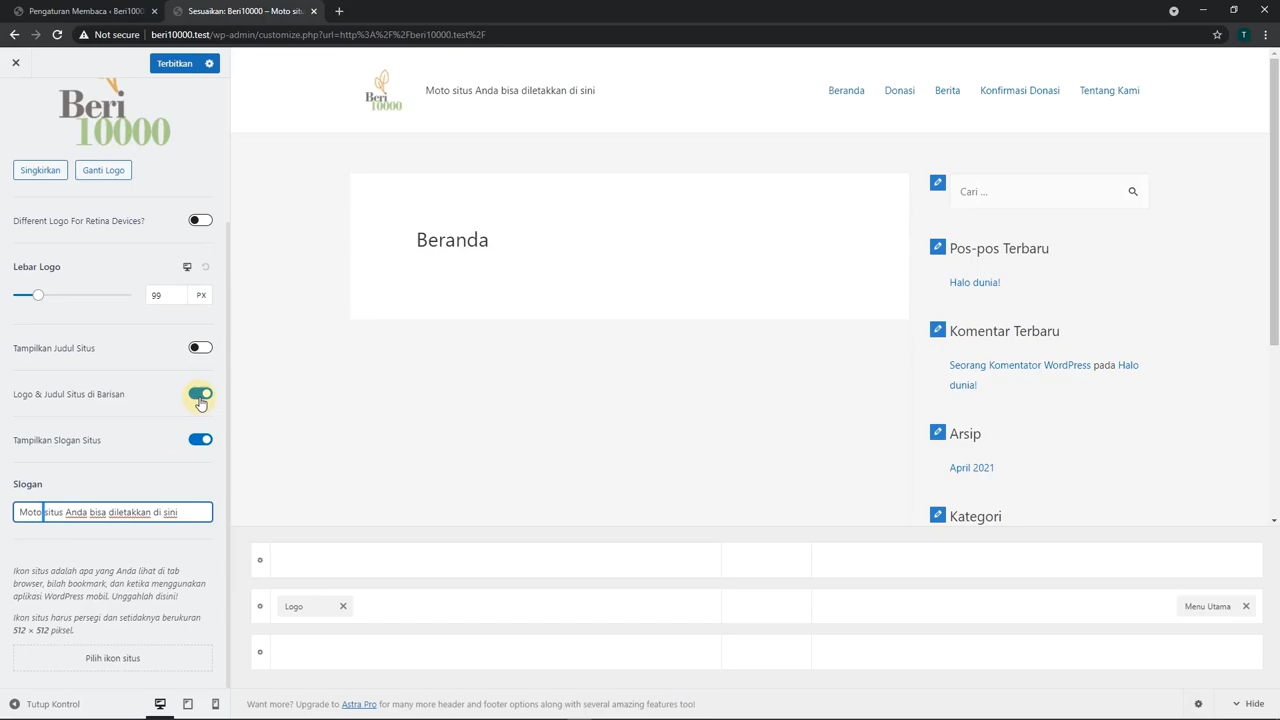 Pengaturan Membaca ‹ Beri10000
Sesuaikan: Beri10000 – Moto situ
Not secure | beri10000.test/wp-admin/customize.php?url=http%3A%2F%2Fberi10000.test%2F
T
Terbitkan
Beri
10000
Singkirkan
Ganti Logo
Different Logo For Retina Devices?
Lebar Logo
99
PX
Tampilkan Judul Situs
Logo & Judul Situs di Barisan
Tampilkan Slogan Situs
Slogan
Moto situs Anda bisa diletakkan di sini
Ikon situs adalah apa yang Anda lihat di tab
browser, bilah bookmark, dan ketika menggunakan
aplikasi WordPress mobil. Unggahlah disini!
Ikon situs harus persegi dan setidaknya berukuran
512 × 512 piksel.
Pilih ikon situs
Tutup Kontrol
Beri
10000
Moto situs Anda bisa diletakkan di sini
Beranda
Donasi
Berita
Konfirmasi Donasi
Tentang Kami
Beranda
Cari ...
Pos-pos Terbaru
Halo dunia!
Komentar Terbaru
Seorang Komentator WordPress pada Halo
dunia!
Arsip
April 2021
Kategori
Logo
Menu Utama
Want more? Upgrade to Astra Pro for many more header and footer options along with several amazing features too!
Hide